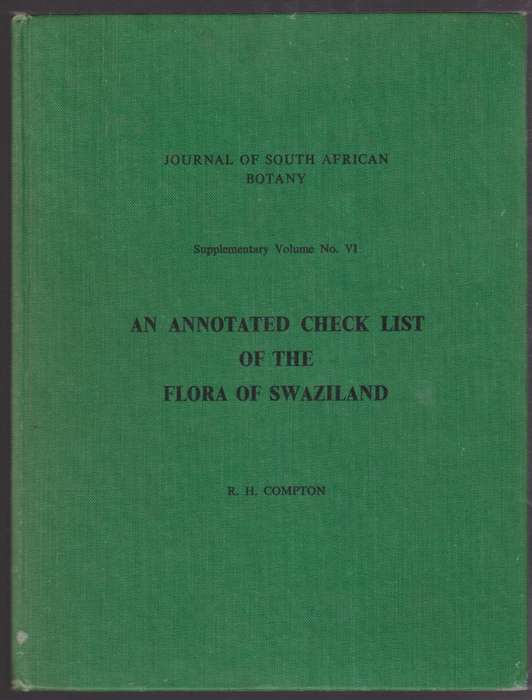 JOURNAL OF SOUTH AFRICAN
BOTANY
Supplementary Volume No. VI
AN ANNOTATED CHECK LIST
OF THE
FLORA OF SWAZILAND
R. H. COMPTON